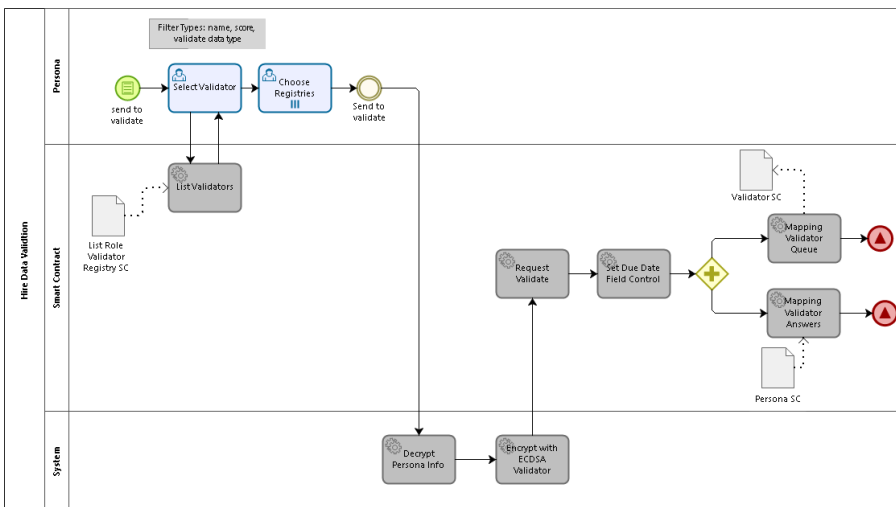 Filter Types: name, score,
validate data type
Persona
send to
validate
Select Validator
Choose
Registries
Send to
validate
Hire Data Validtion
Smart Contract
List Validators
List Role
Validator
Registry SC
Validator SC
Mapping
Validator
Queue
Request
Validate
Set Due Date
Field Control
Mapping
Validator
Answers
Persona SC
System
Decrypt
Persona Info
Encrypt with
ECDSA
Validator